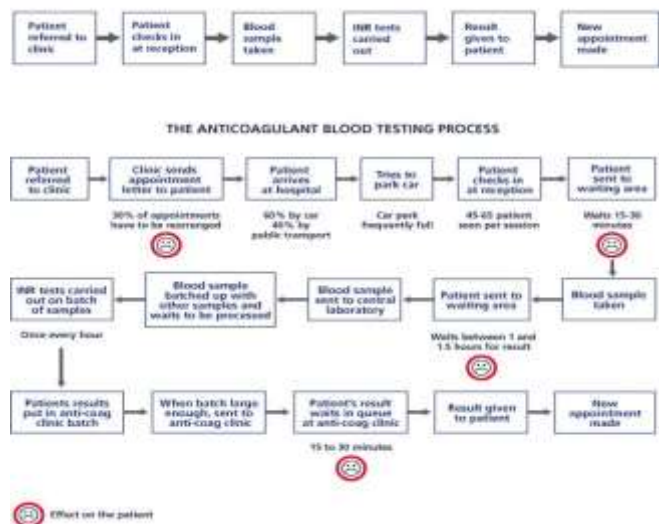 Patient
referred to
clinic
Patient
checks in
at reception
Blood
sample
taken
INR tests
carried
out
Result
given to
patient
New
appointment
made
THE ANTICOAGULANT BLOOD TESTING PROCESS
Patient
referred
to clinic
Clinic sends
appointment
letter to patient
Patient
arrives
at hospital
Tries to
park car
Patient
checks in
at reception
Patient
sent to
waiting area
30% of appointments
have to be rearranged
60% by car
40% by
public transport
Car park
frequently full
45-65 patient
seen per session
Waits 15-30
minutes
INR tests carried
out on batch
of samples
Blood sample
batched up with
other samples and
waits to be processed
Blood sample
sent to central
laboratory
Patient sent to
waiting area
Blood sample
taken
Once every hour
Waits between 1 and
1.5 hours for result
Patients results
put in anti-coag
clinic batch
When batch large
enough, sent to
anti-coag clinic
Patient's result
waits in queue
at anti-coag clinic
Result given
to patient
New
appointment
made
15 to 30 minutes
Effect on the patient